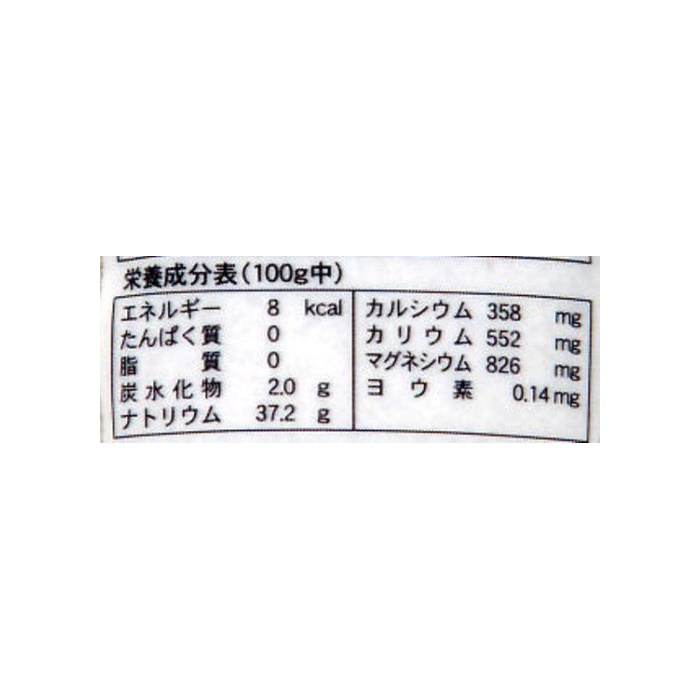 栄養成分表(100g中)
エネルギー 8 kcal
たんぱく質 0
脂質 0
炭水化物 2.0 g
ナトリウム 37.2 g
カルシウム 358 mg
カリウム 552 mg
マグネシウム 826 mg
ヨウ素 0.14mg